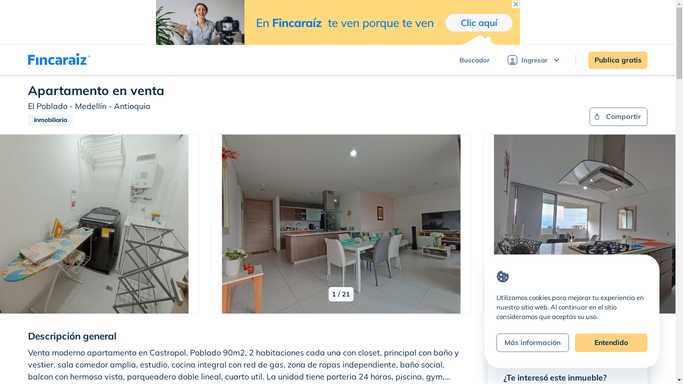 En Fincaraíz te ven porque te ven
Clic aquí
Fincaraíz
Buscador
Ingresar
Publica gratis
Apartamento en venta
El Poblado - Medellín - Antioquia
Inmobiliaria
Compartir
1 / 21
Utilizamos cookies para mejorar tu experiencia en
nuestro sitio web. Al continuar en el sitio
consideramos que aceptas su uso.
Más información
Entendido
Descripción general
Venta moderno apartamento en Castropol, Poblado 90m2, 2 habitaciones cada una con closet, principal con baño y
vestier, sala comedor amplia, estudio, cocina integral con red de gas, zona de ropas independiente, baño social,
balcon con hermosa vista, parqueadero doble lineal, cuarto util. La unidad tiene portería 24 horas, piscina, gym,...
¿Te interesó este inmueble?